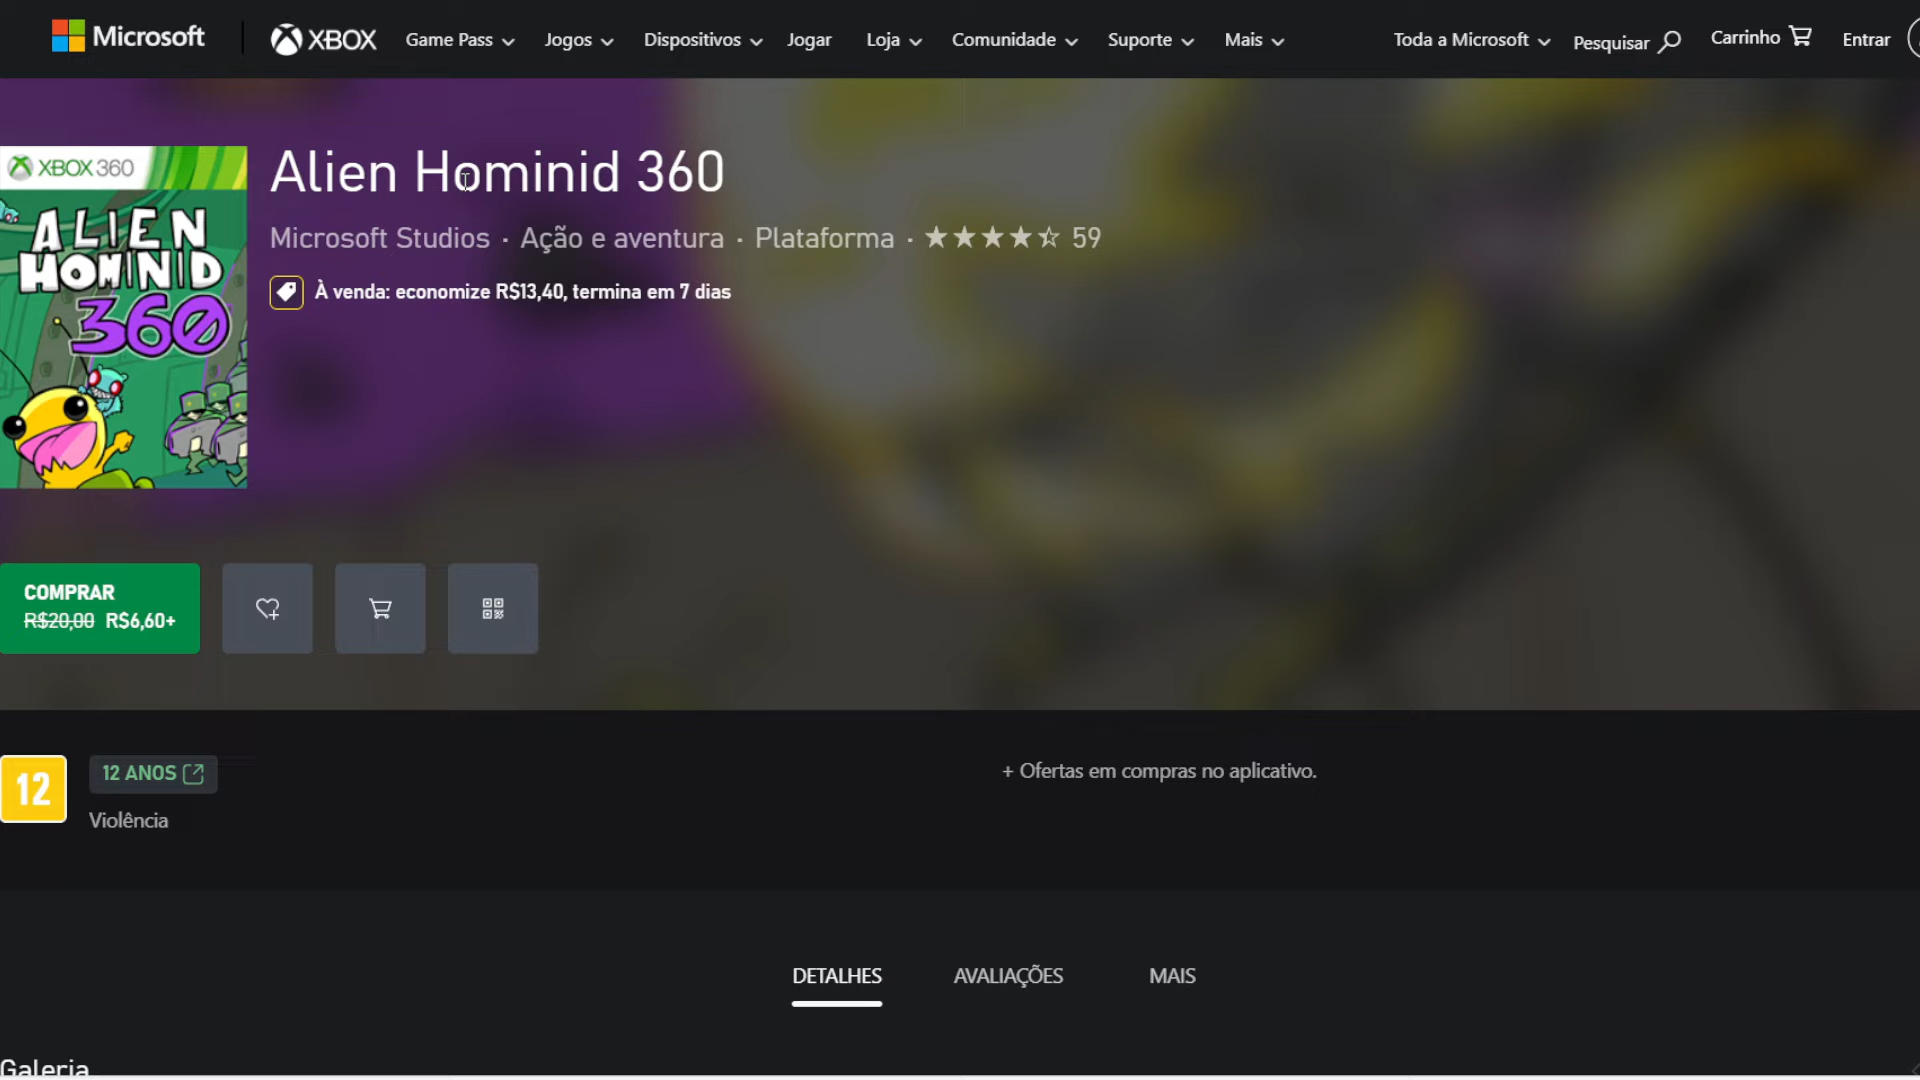 Microsoft
XBOX
Game Pass
Jogos
Dispositivos
Jogar
Loja
Comunidade
Suporte
Mais
Toda a Microsoft
Pesquisar
Carrinho
Entrar
XBOX 360
ALIEN
HOMINID
360
Alien Hominid 360
Microsoft Studios · Ação e aventura · Plataforma · 59
À venda: economize R$13,40, termina em 7 dias
COMPRAR
R$20,00 R$6,60+
12
12 ANOS
Violência
+ Ofertas em compras no aplicativo.
DETALHES
AVALIAÇÕES
MAIS
Galeria